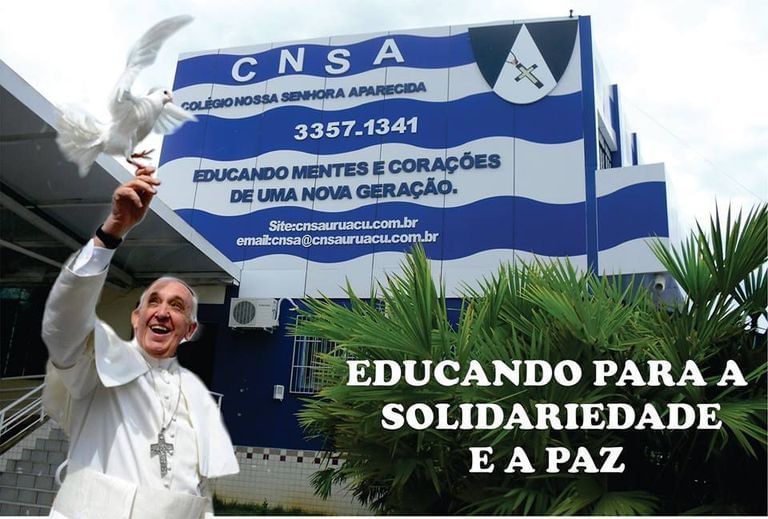 CNSA
COLÉGIO NOSSA SENHORA APARECIDA
3357-1341
EDUCANDO MENTES E CORAÇÕES
DE UMA NOVA GERAÇÃO.
Site:cnsauruacu.com.br
email:cnsa@cnsauruacu.com.br
EDUCANDO PARA A
SOLIDARIEDADE
E A PAZ